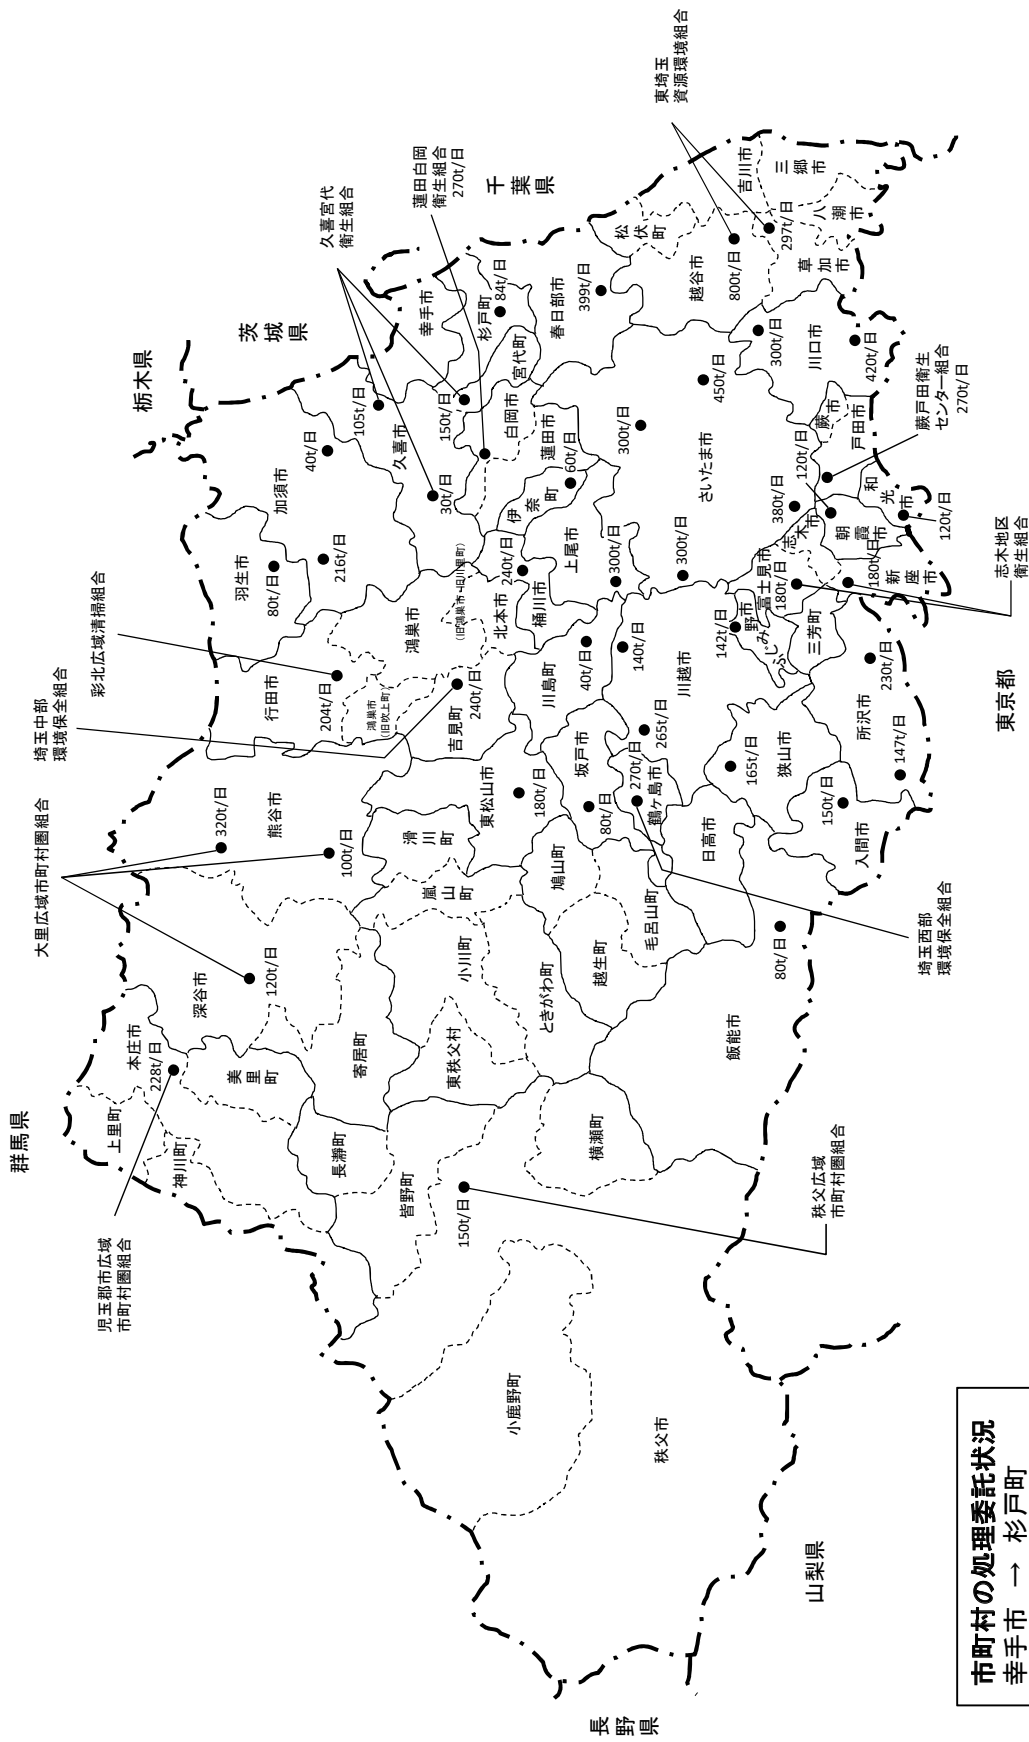 群馬県
栃木県
茨城県
千葉県
東京都
山梨県
長野県
大里広域市町村圏組合
埼玉中部
環境保全組合
彩北広域清掃組合
児玉郡市広域
市町村圏組合
久喜宮代
衛生組合
蓮田白岡
衛生組合
270t/日
東埼玉
資源環境組合
蕨戸田衛生
センター組合
270t/日
志木地区
衛生組合
埼玉西部
環境保全組合
秩父広域
市町村圏組合
上里町
本庄市
228t/日
神川町
美里町
深谷市
120t/日
熊谷市
320t/日
100t/日
行田市
204t/日
羽生市
80t/日
加須市
216t/日
40t/日
久喜市
105t/日
30t/日
150t/日
幸手市
杉戸町
84t/日
宮代町
白岡市
蓮田市
60t/日
伊奈町
春日部市
399t/日
松伏町
越谷市
800t/日
吉川市
三郷市
297t/日
八潮市
草加市
川口市
300t/日
420t/日
蕨市
戸田市
さいたま市
300t/日
450t/日
300t/日
380t/日
上尾市
300t/日
桶川市
240t/日
北本市
鴻巣市
(旧鴻巣市・旧川里町)
鴻巣市
(旧吹上町)
吉見町
240t/日
川島町
40t/日
川越市
140t/日
265t/日
東松山市
180t/日
滑川町
嵐山町
小川町
寄居町
長瀞町
皆野町
東秩父村
ときがわ町
鳩山町
坂戸市
80t/日
鶴ヶ島市
270t/日
毛呂山町
越生町
日高市
狭山市
165t/日
入間市
150t/日
所沢市
230t/日
147t/日
三芳町
ふじみ野市
142t/日
富士見市
180t/日
志木市
朝霞市
120t/日
和光市
120t/日
新座市
180t/日
飯能市
80t/日
横瀬町
150t/日
小鹿野町
秩父市
市町村の処理委託状況
幸手市 → 杉戸町